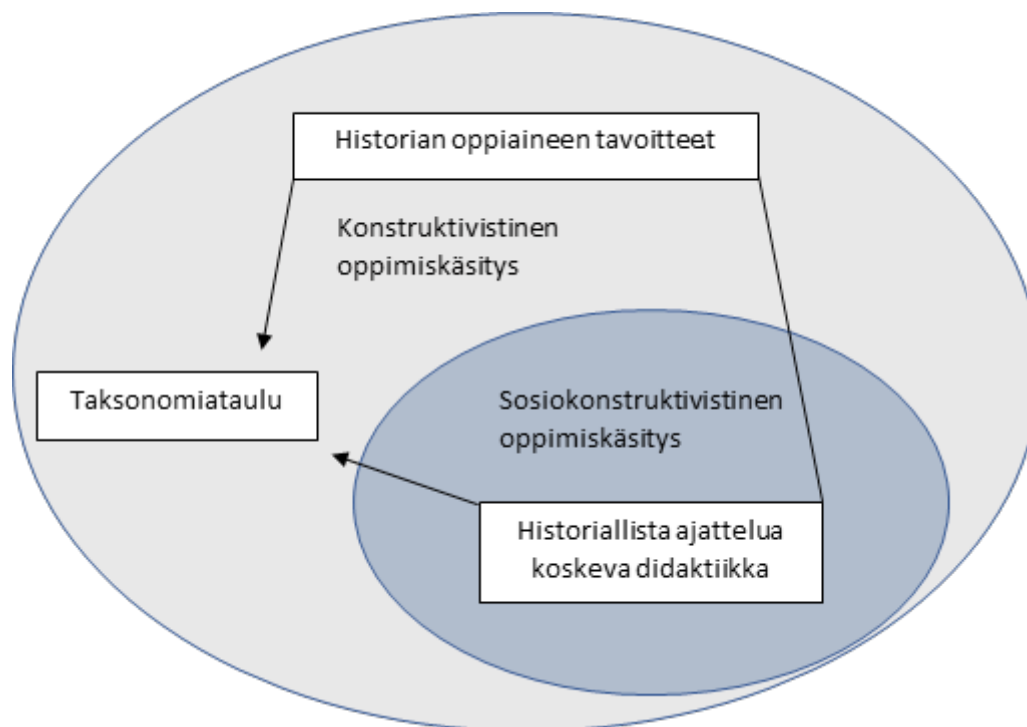 Historian oppiaineen tavoitteet
Konstruktivistinen
oppimiskäsitys
Taksonomiataulu
Sosiokonstruktivistinen
oppimiskäsitys
Historiallista ajattelua
koskeva didaktiikka